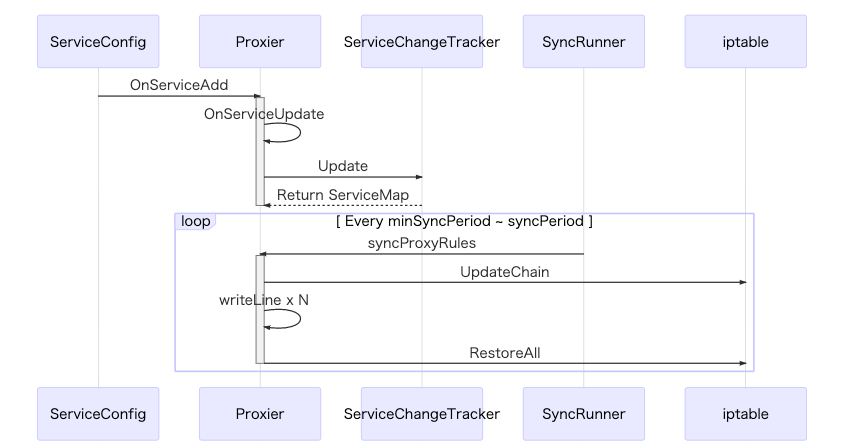 ServiceConfig
Proxier
ServiceChangeTracker
SyncRunner
iptable
OnServiceAdd
OnServiceUpdate
Update
Return ServiceMap
loop
[ Every minSyncPeriod ~ syncPeriod ]
syncProxyRules
UpdateChain
writeLine x N
RestoreAll
ServiceConfig
Proxier
ServiceChangeTracker
SyncRunner
iptable